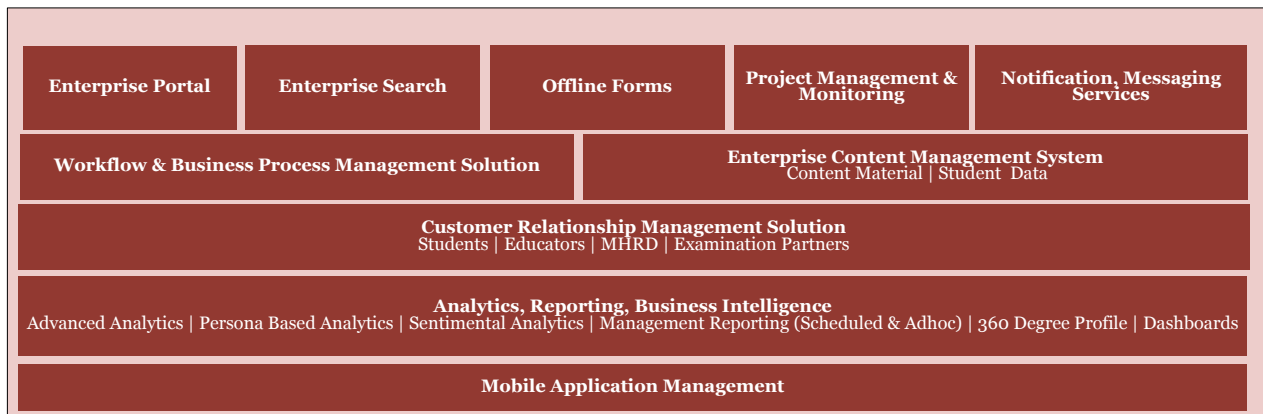 Enterprise Portal
Enterprise Search
Offline Forms
Project Management &
Monitoring
Notification, Messaging
Services
Workflow & Business Process Management Solution
Enterprise Content Management System
Content Material | Student  Data
Customer Relationship Management Solution
Students | Educators | MHRD | Examination Partners
Analytics, Reporting, Business Intelligence
Advanced Analytics | Persona Based Analytics | Sentimental Analytics | Management Reporting (Scheduled & Adhoc) | 360 Degree Profile | Dashboards
Mobile Application Management